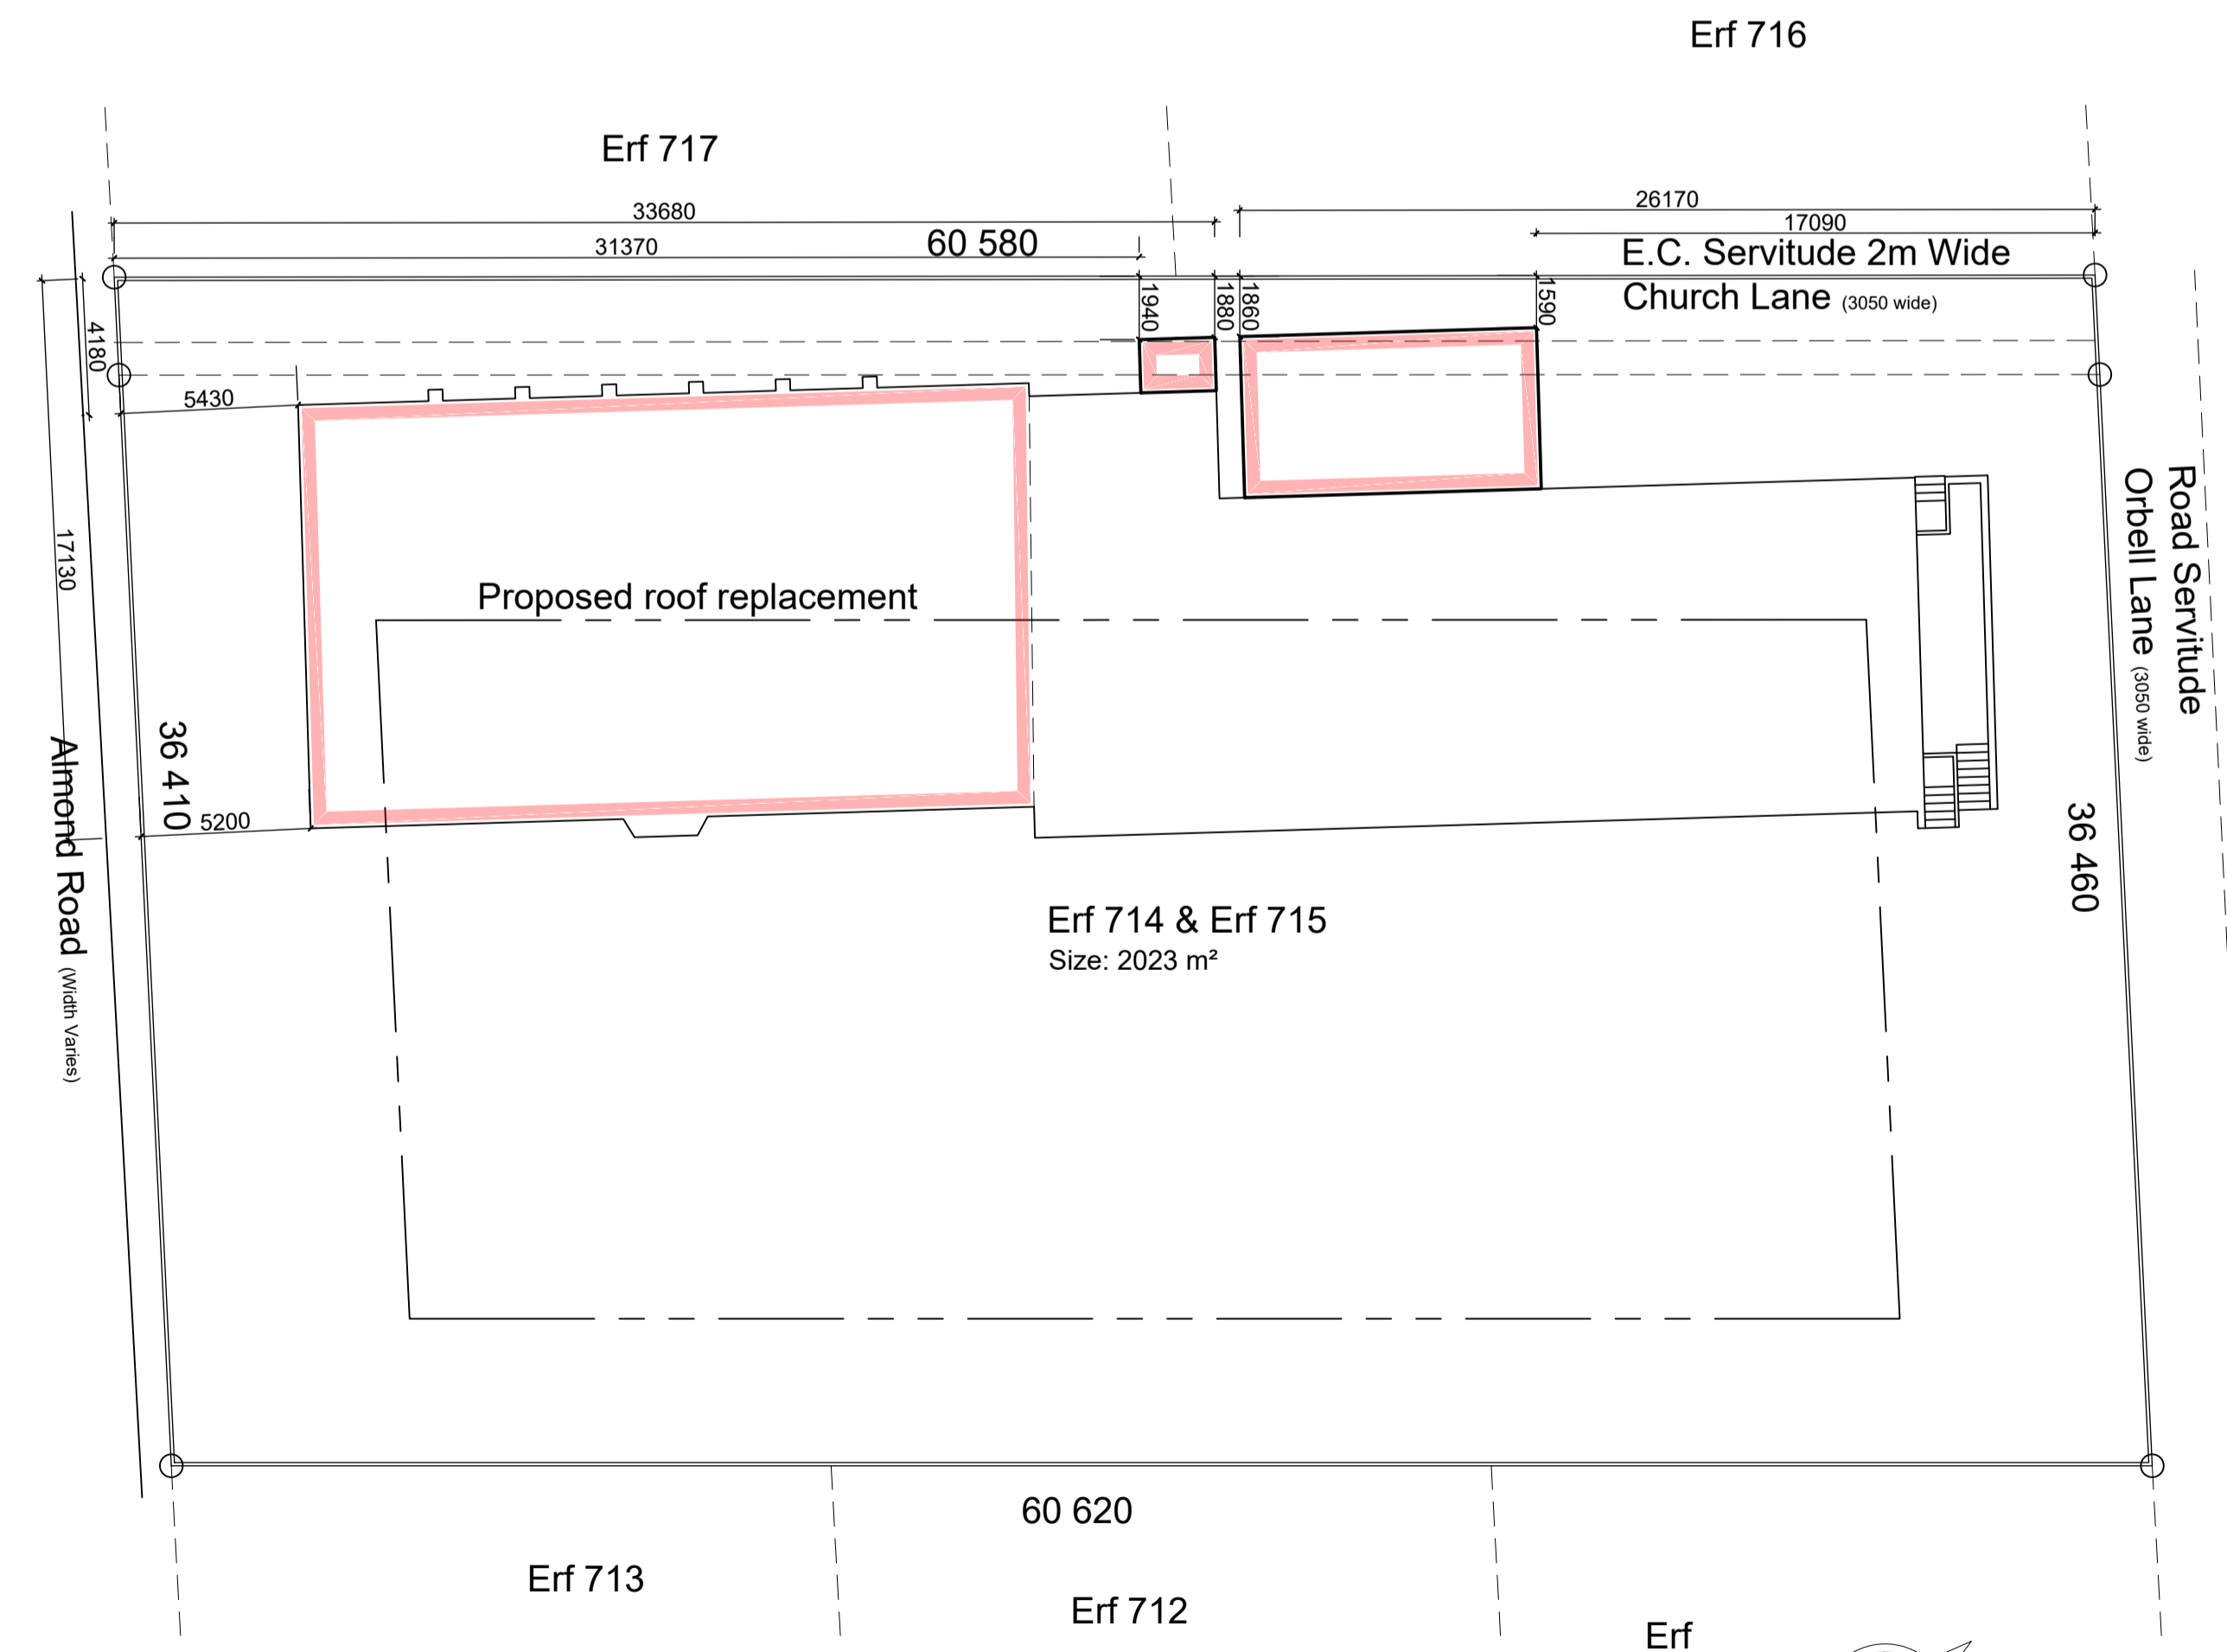 Erf 716
Erf 717
33680
26170
17090
31370
60 580
E.C. Servitude 2m Wide
Church Lane (3050 wide)
1940
1880
1860
1590
4180
5430
17130
Road Servitude
Orbell Lane (3050 wide)
Proposed roof replacement
36 410
5200
Almond Road (Width Varies)
36 460
Erf 714 & Erf 715
Size: 2023 m²
60 620
Erf 713
Erf 712
Erf